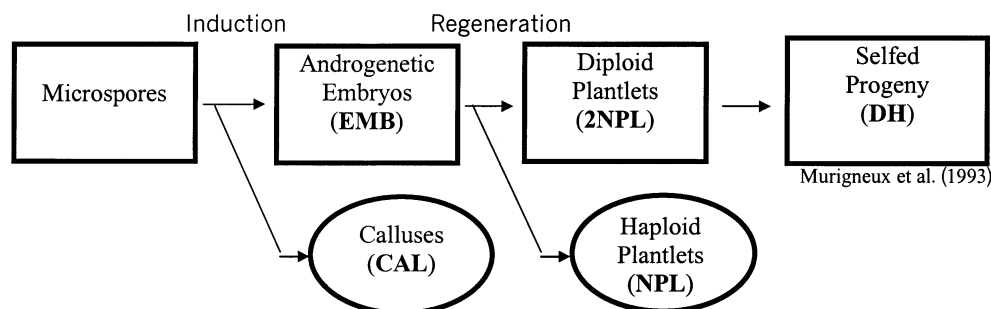 Induction
Regeneration
Microspores
Androgenetic
Embryos
(EMB)
Diploid
Plantlets
(2NPL)
Selfed
Progeny
(DH)
Murigneux et al. (1993)
Calluses
(CAL)
Haploid
Plantlets
(NPL)